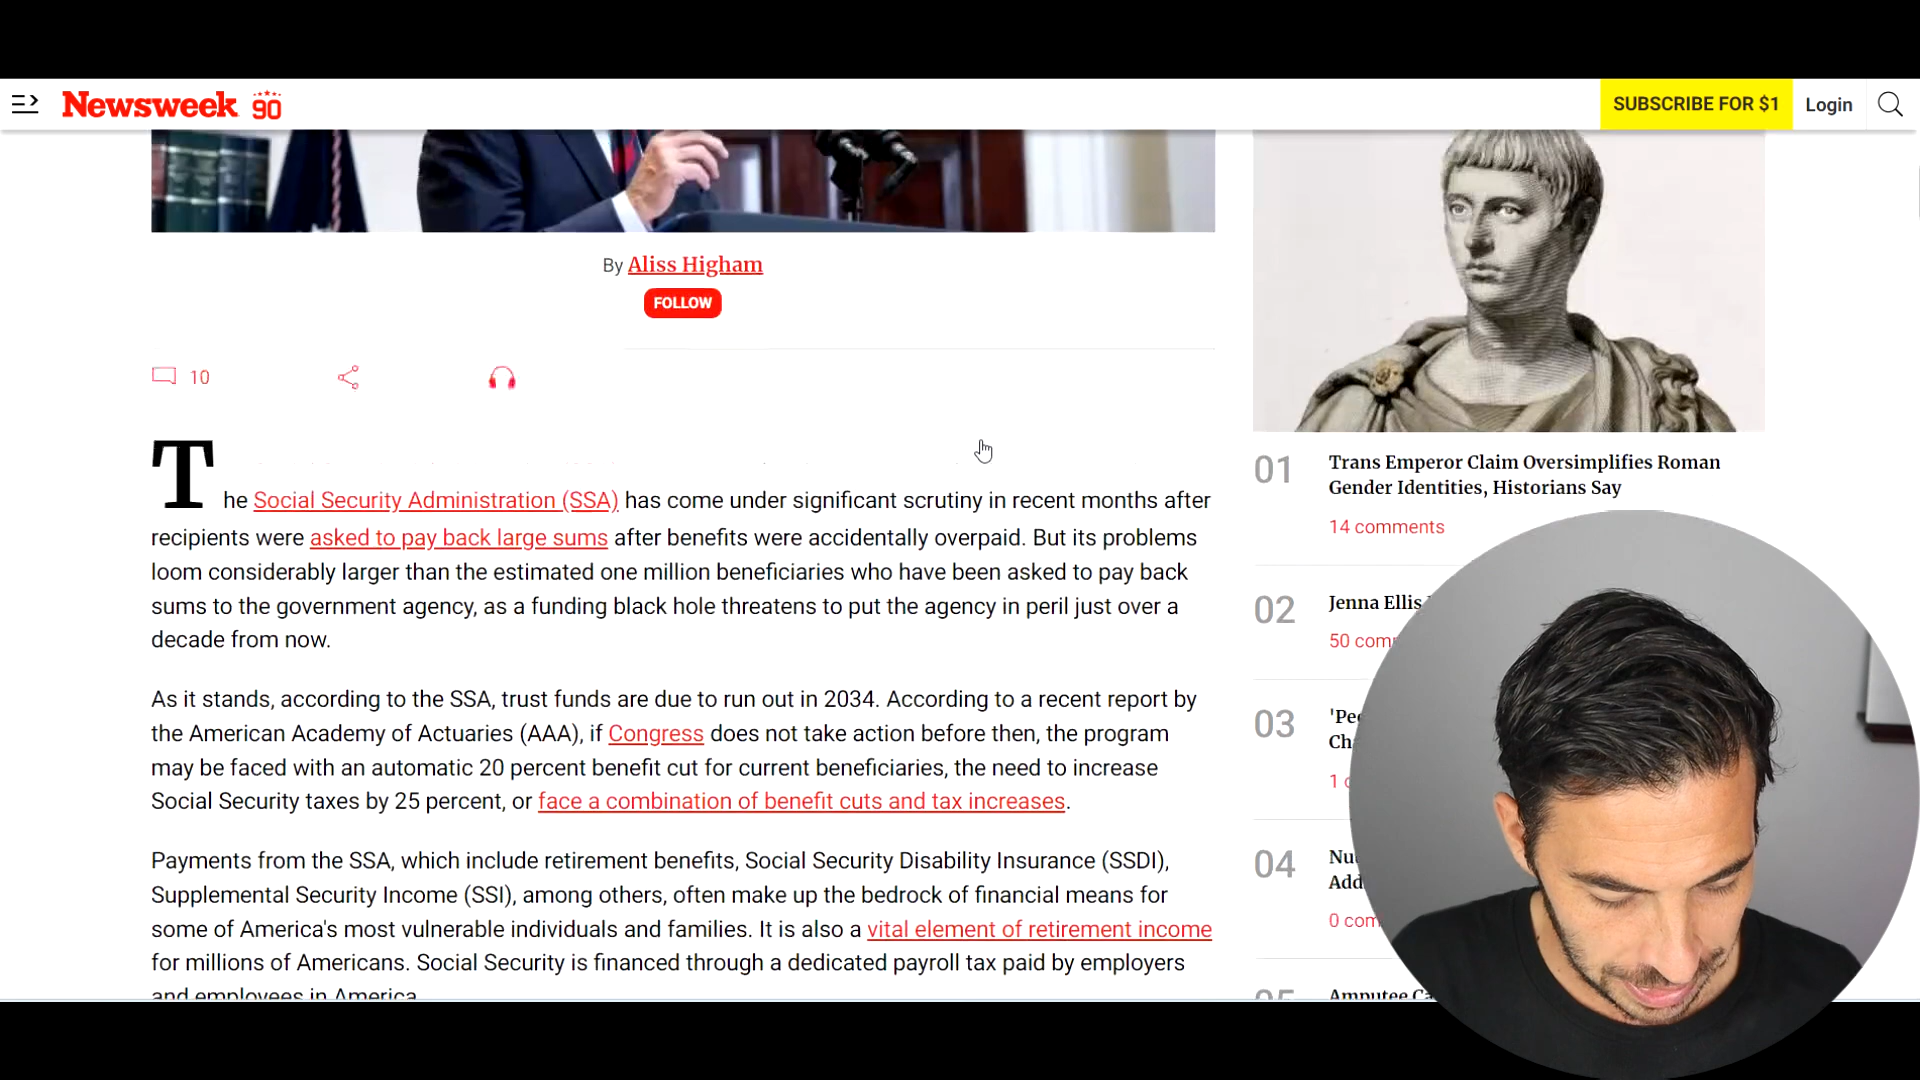 Newsweek 90
SUBSCRIBE FOR $1
Login
By Aliss Higham
FOLLOW
10
The Social Security Administration (SSA) has come under significant scrutiny in recent months after
recipients were asked to pay back large sums after benefits were accidentally overpaid. But its problems
loom considerably larger than the estimated one million beneficiaries who have been asked to pay back
sums to the government agency, as a funding black hole threatens to put the agency in peril just over a
decade from now.
As it stands, according to the SSA, trust funds are due to run out in 2034. According to a recent report by
the American Academy of Actuaries (AAA), if Congress does not take action before then, the program
may be faced with an automatic 20 percent benefit cut for current beneficiaries, the need to increase
Social Security taxes by 25 percent, or face a combination of benefit cuts and tax increases.
Payments from the SSA, which include retirement benefits, Social Security Disability Insurance (SSDI),
Supplemental Security Income (SSI), among others, often make up the bedrock of financial means for
some of America's most vulnerable individuals and families. It is also a vital element of retirement income
for millions of Americans. Social Security is financed through a dedicated payroll tax paid by employers
and employees in America.
01
Trans Emperor Claim Oversimplifies Roman
Gender Identities, Historians Say
14 comments
02
Jenna Ellis
50
03
1
04
0
05
Amputee